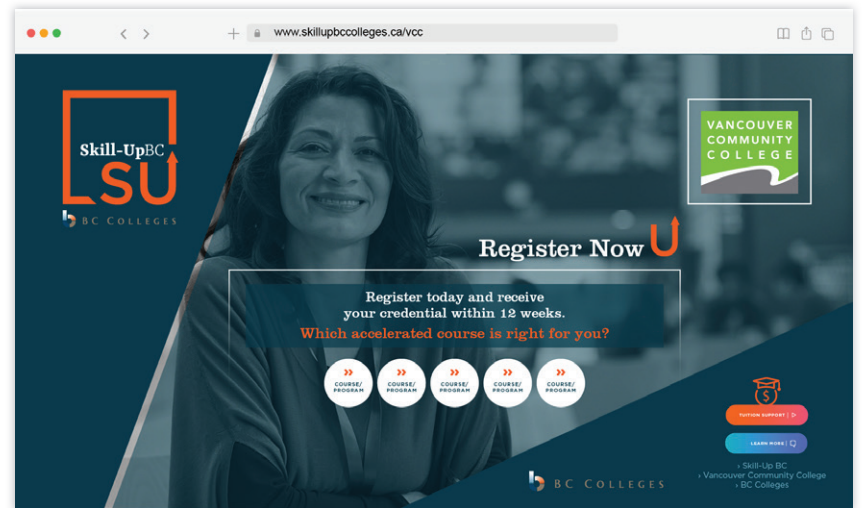 www.skillupbccolleges.ca/vcc
Skill-UpBC
SU
BC COLLEGES
VANCOUVER
COMMUNITY
COLLEGE
Register Now U
Register today and receive
your credential within 12 weeks.
Which accelerated course is right for you?
COURSE/
PROGRAM
COURSE/
PROGRAM
COURSE/
PROGRAM
COURSE/
PROGRAM
COURSE/
PROGRAM
$
TUITION SUPPORT
LEARN MORE
› Skill-Up BC
› Vancouver Community College
› BC Colleges
BC COLLEGES